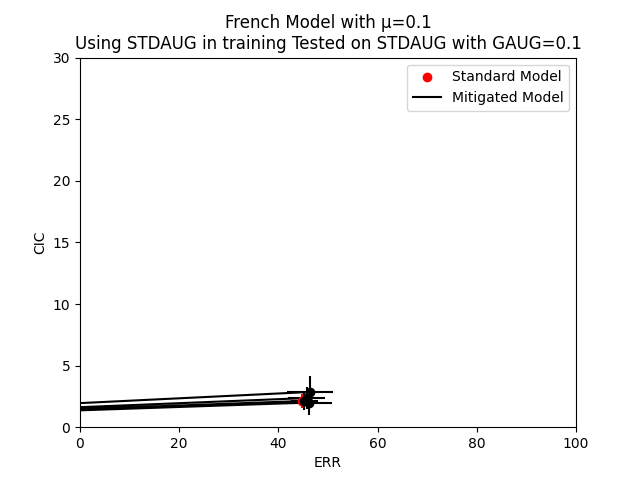 French Model with μ=0.1
Using STDAUG in training Tested on STDAUG with GAUG=0.1
30
25
20
15
10
5
0
CIC
Standard Model
Mitigated Model
0 20 40 60 80 100
ERR